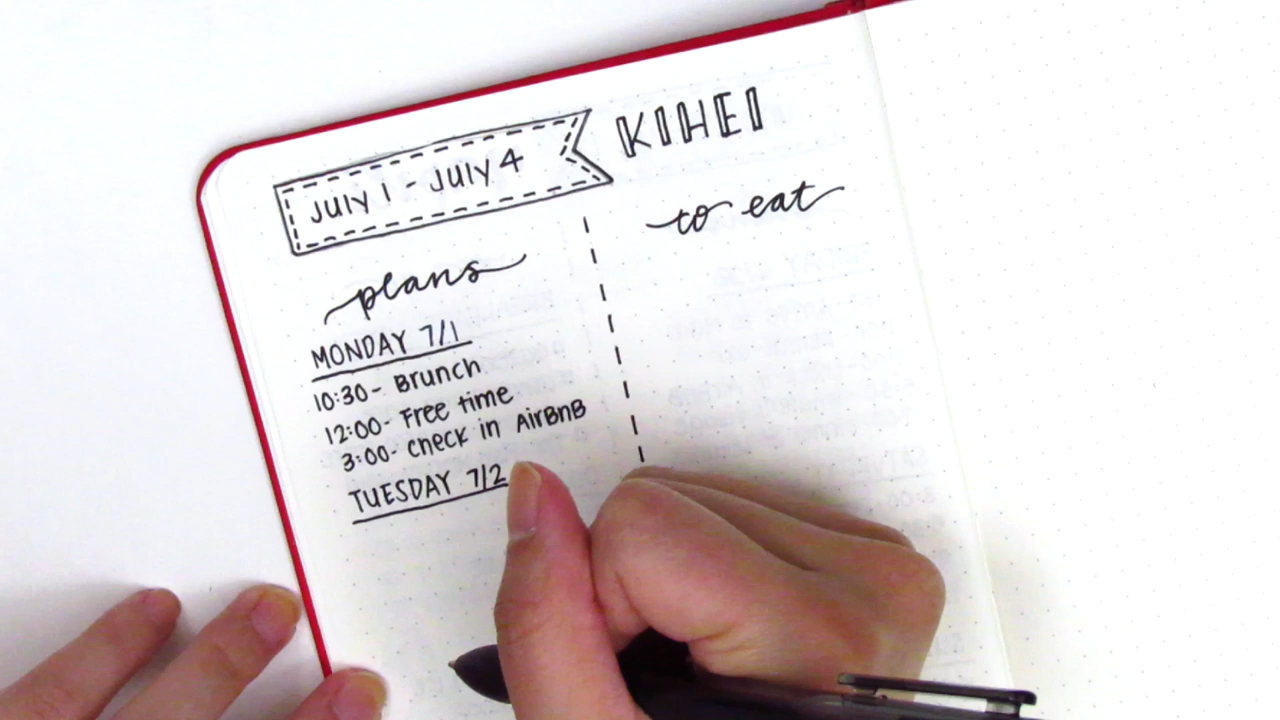 July 1 - July 4
KIHEI
plans
MONDAY 7/1
10:30- Brunch
12:00- Free time
3:00- Check in AirBnB
TUESDAY 7/2
to eat